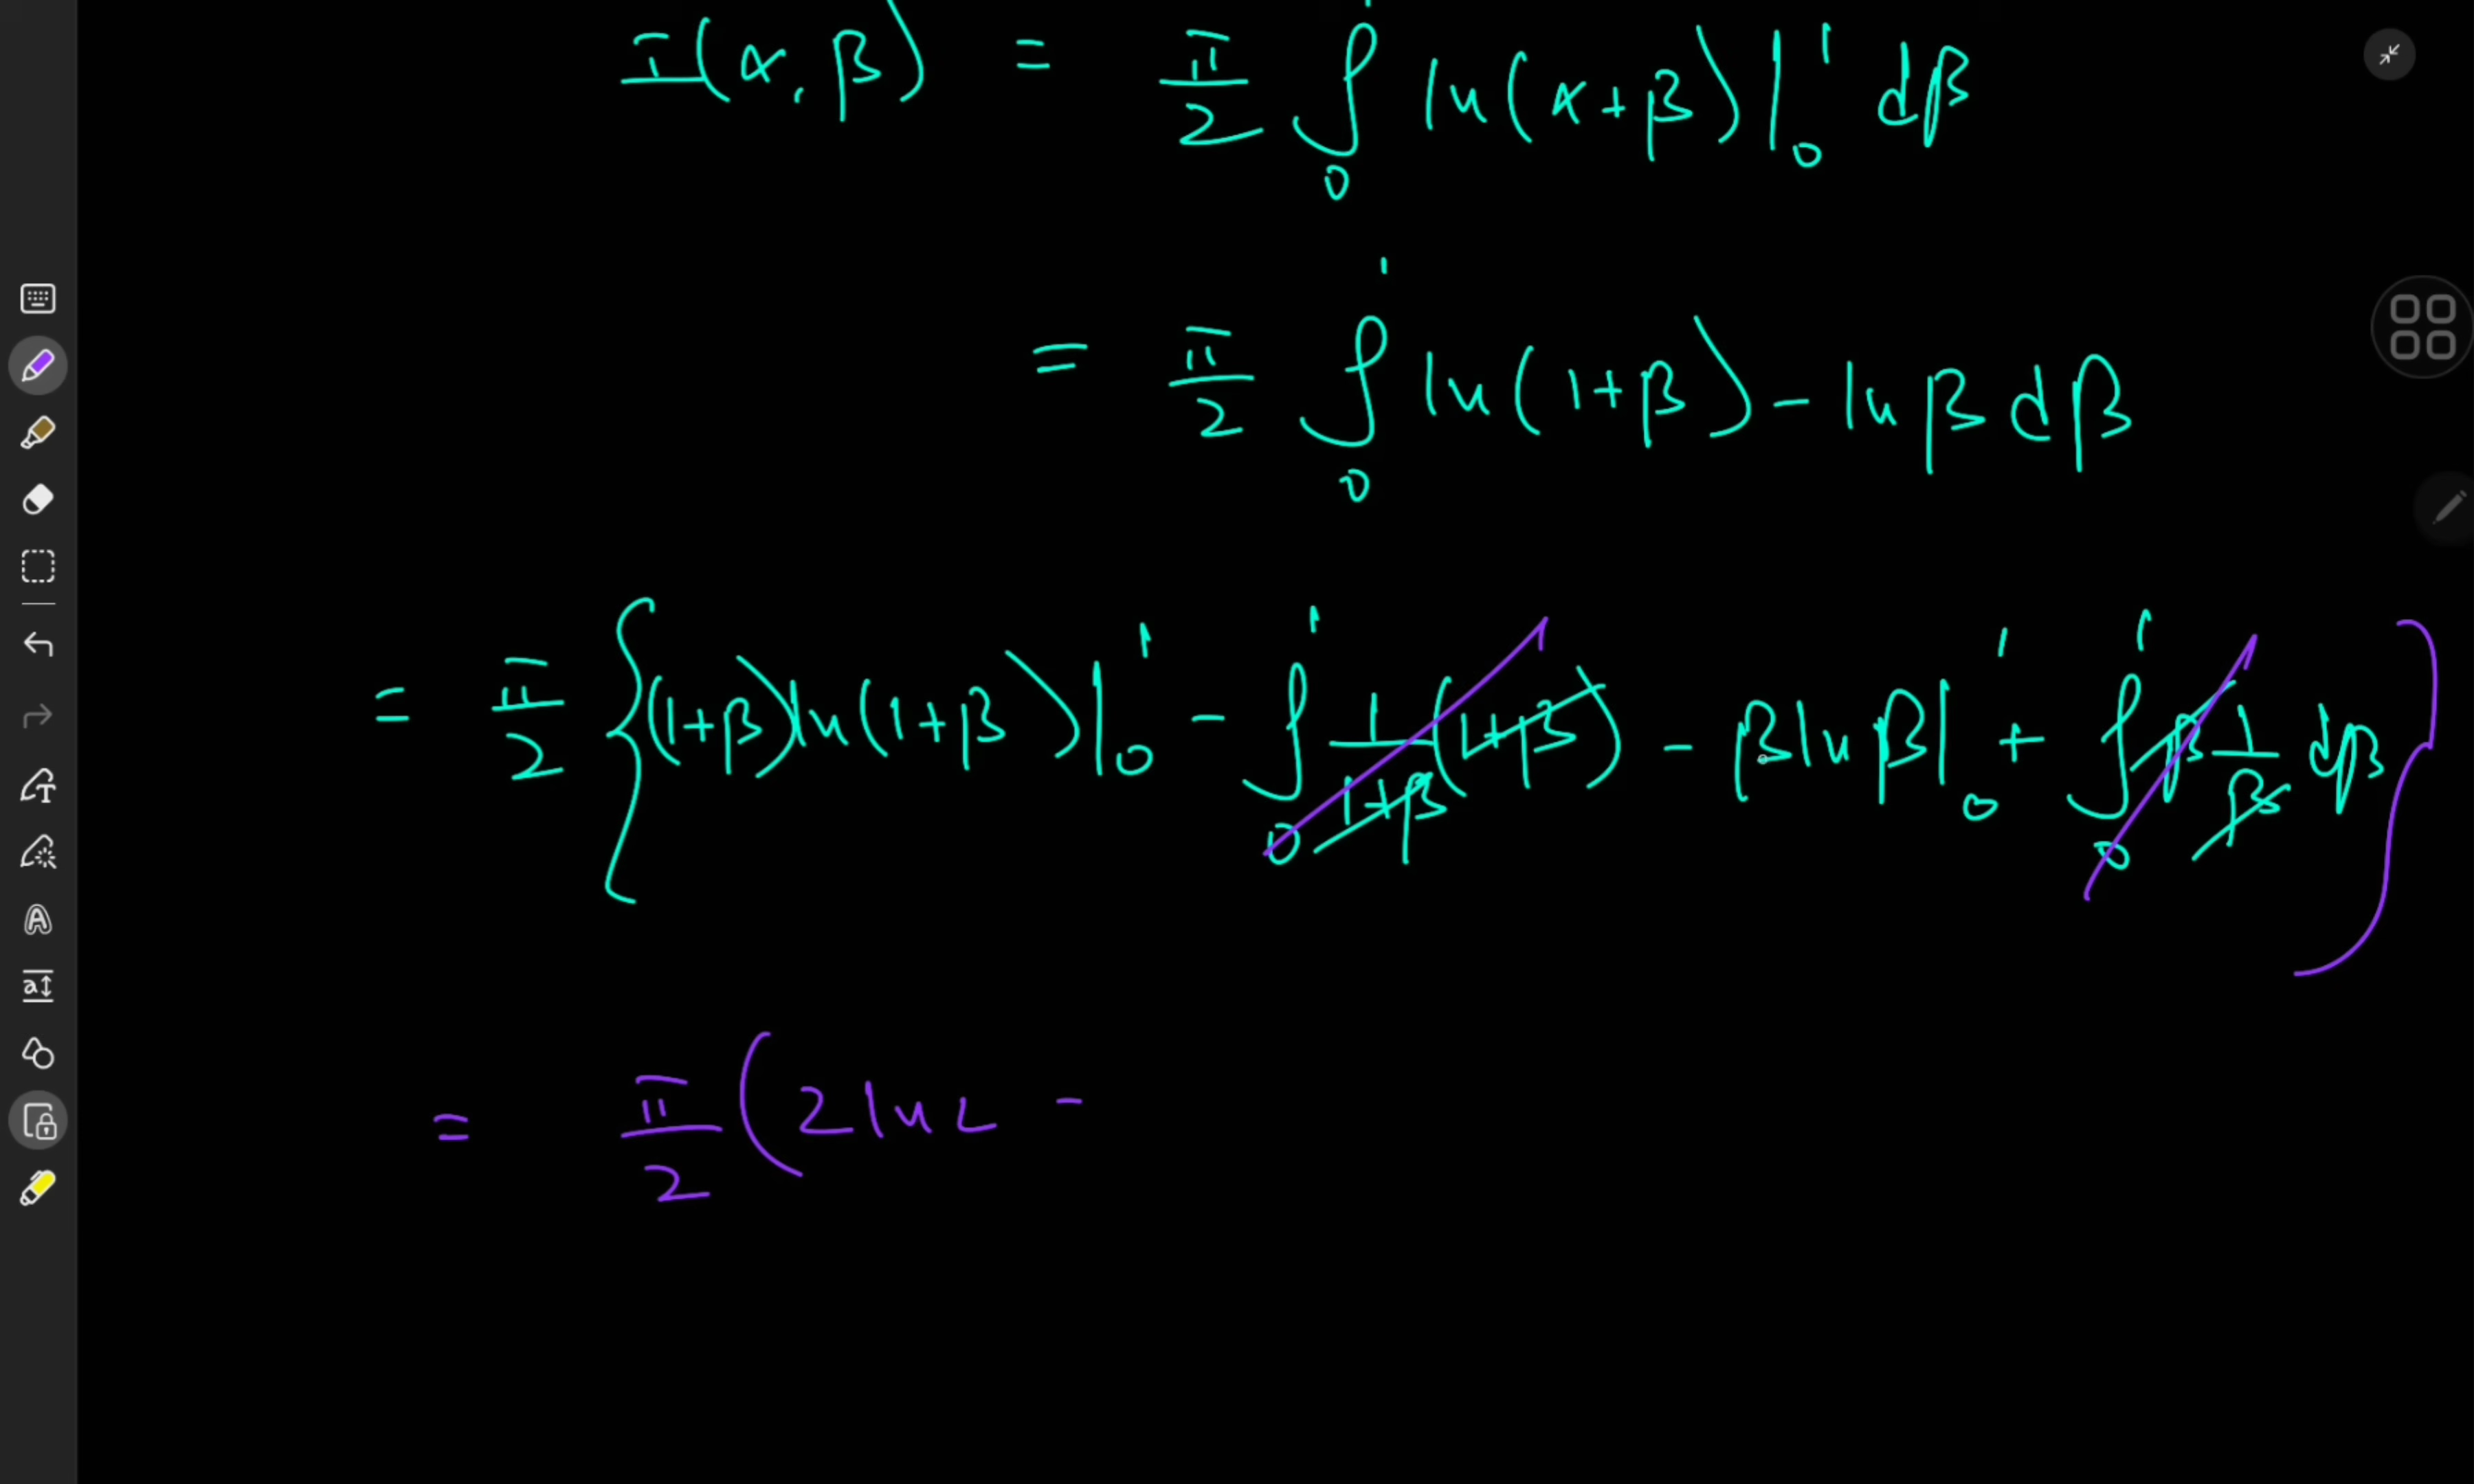 I(α, β) = π/2 ∫₀¹ ln(α+β)|₀¹ dβ
= π/2 ∫₀¹ ln(1+β) - ln β dβ
= π/2 {(1+β)ln(1+β)|₀¹ - ∫₀¹ 1/(1+β) (1+β) - β ln β|₀¹ + ∫₀¹ β 1/β dβ}
= π/2 (2 ln 2 -